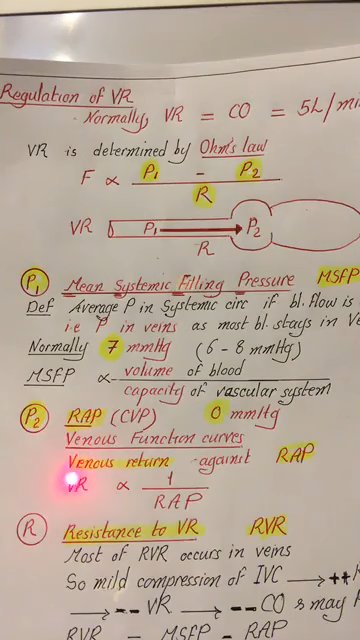 Regulation of VR
Normally, VR = CO = 5L/mi
VR is determined by Ohm's law
F ∝ P1 - P2 / R
VR P1 → P2
R
P1 Mean Systemic Filling Pressure MSFP
Def Average P in Systemic circ if bl. flow is
i.e P in veins as most bl. stays in Ve
Normally 7 mmHg (6-8 mmHg)
MSFP ∝ volume of blood / capacity of vascular system
P2 RAP (CVP) 0 mmHg
Venous Function curves
Venous return against RAP
VR ∝ 1 / RAP
R Resistance to VR RVR
Most of RVR occurs in veins
So mild compression of IVC → ++
→ -- VR → -- CO & may
RVR = MSFP - RAP